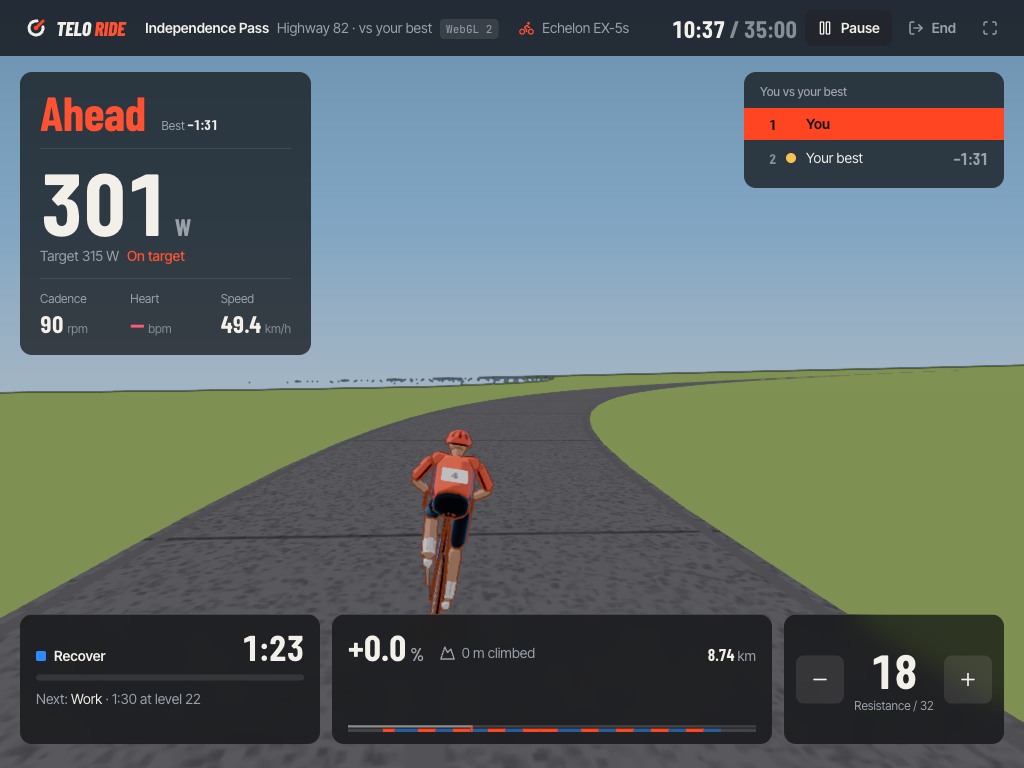 TELO RIDE Independence Pass Highway 82 · vs your best WebGL 2 Echelon EX-5s 10:37 / 35:00 Pause End
Ahead Best −1:31
301 W
Target 315 W On target
Cadence Heart Speed
90 rpm — bpm 49.4 km/h
You vs your best
1 You
2 Your best −1:31
4
Recover 1:23
Next: Work · 1:30 at level 22
+0.0 % 0 m climbed 8.74 km
− 18 +
Resistance / 32